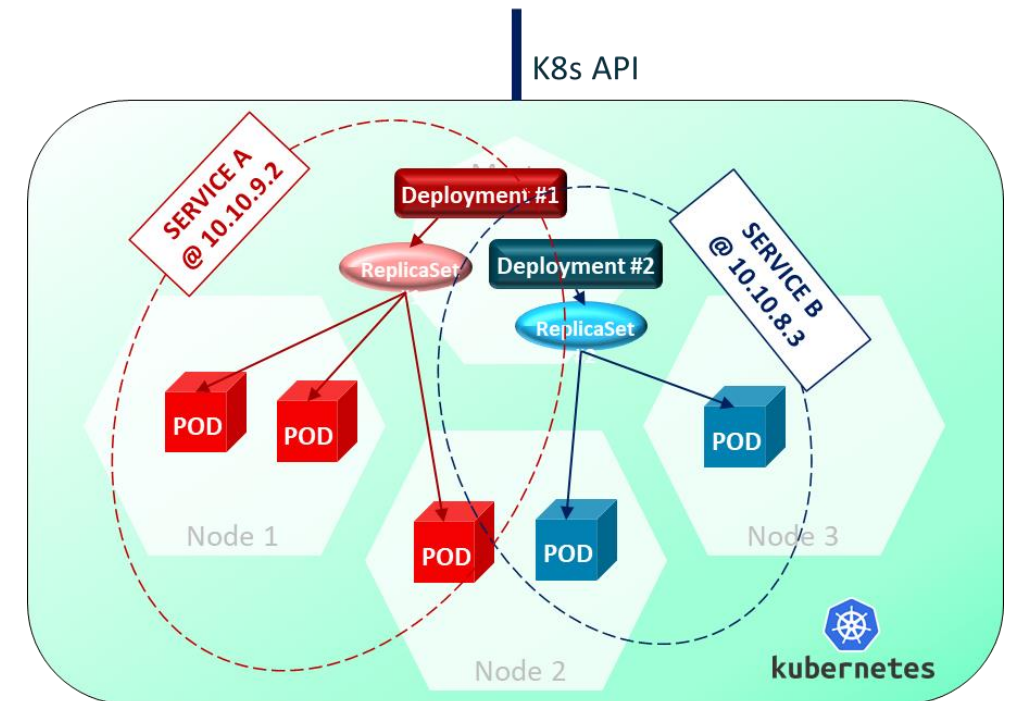 K8s API
SERVICE A
@ 10.10.9.2
Deployment #1
ReplicaSet
Deployment #2
ReplicaSet
SERVICE B
@ 10.10.8.3
POD
POD
POD
POD
POD
Node 1
Node 3
Node 2
kubernetes